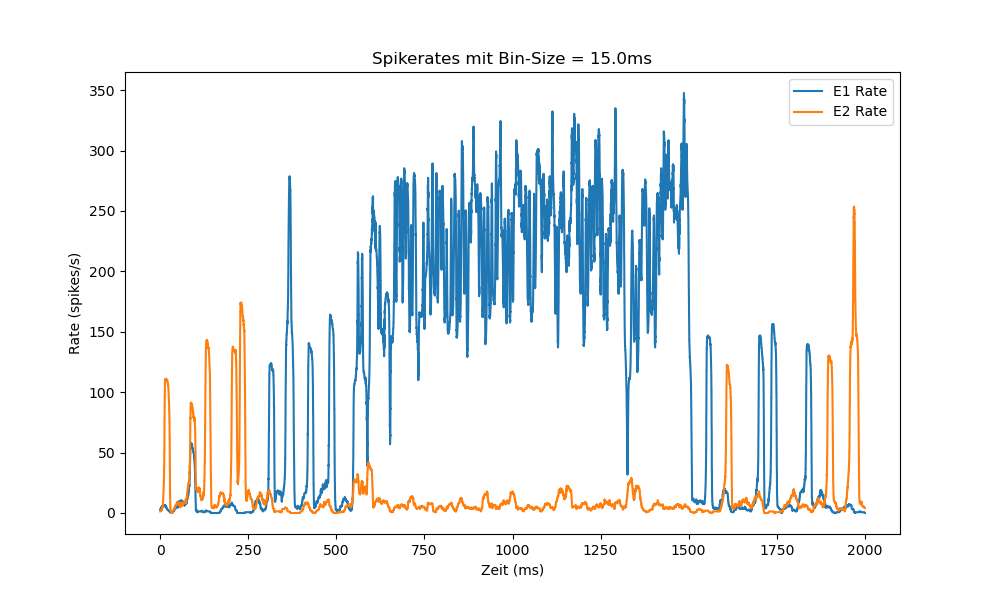 Spikerates mit Bin-Size = 15.0ms
E1 Rate
E2 Rate
350
300
250
200
150
100
50
0
Rate (spikes/s)
0 250 500 750 1000 1250 1500 1750 2000
Zeit (ms)